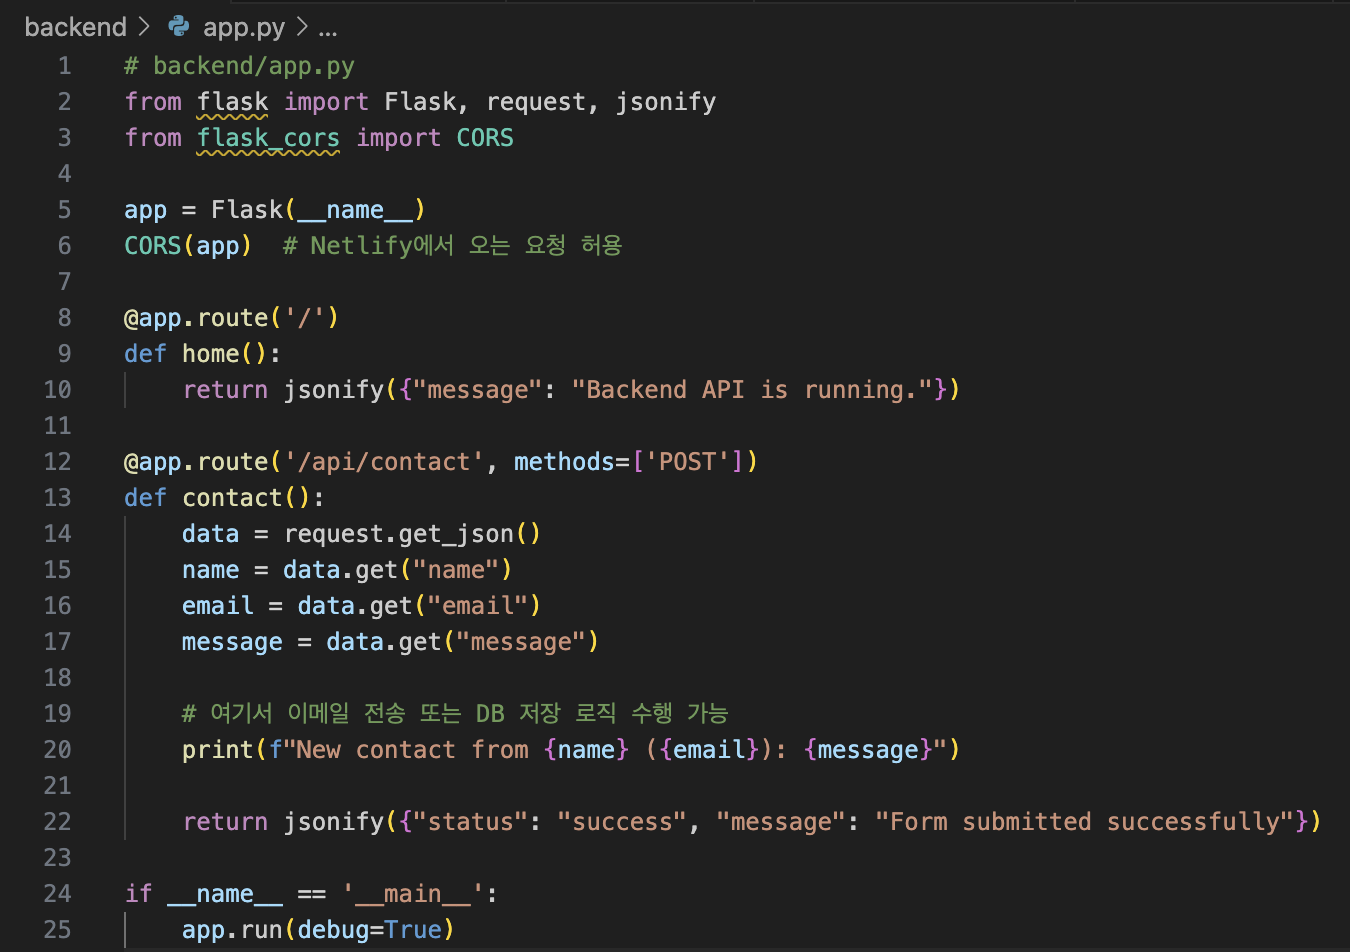 backend > app.py > ...
1 # backend/app.py
2 from flask import Flask, request, jsonify
3 from flask_cors import CORS
4
5 app = Flask(__name__)
6 CORS(app)  # Netlify에서 오는 요청 허용
7
8 @app.route('/')
9 def home():
10     return jsonify({"message": "Backend API is running."})
11
12 @app.route('/api/contact', methods=['POST'])
13 def contact():
14     data = request.get_json()
15     name = data.get("name")
16     email = data.get("email")
17     message = data.get("message")
18
19     # 여기서 이메일 전송 또는 DB 저장 로직 수행 가능
20     print(f"New contact from {name} ({email}): {message}")
21
22     return jsonify({"status": "success", "message": "Form submitted successfully"})
23
24 if __name__ == '__main__':
25     app.run(debug=True)